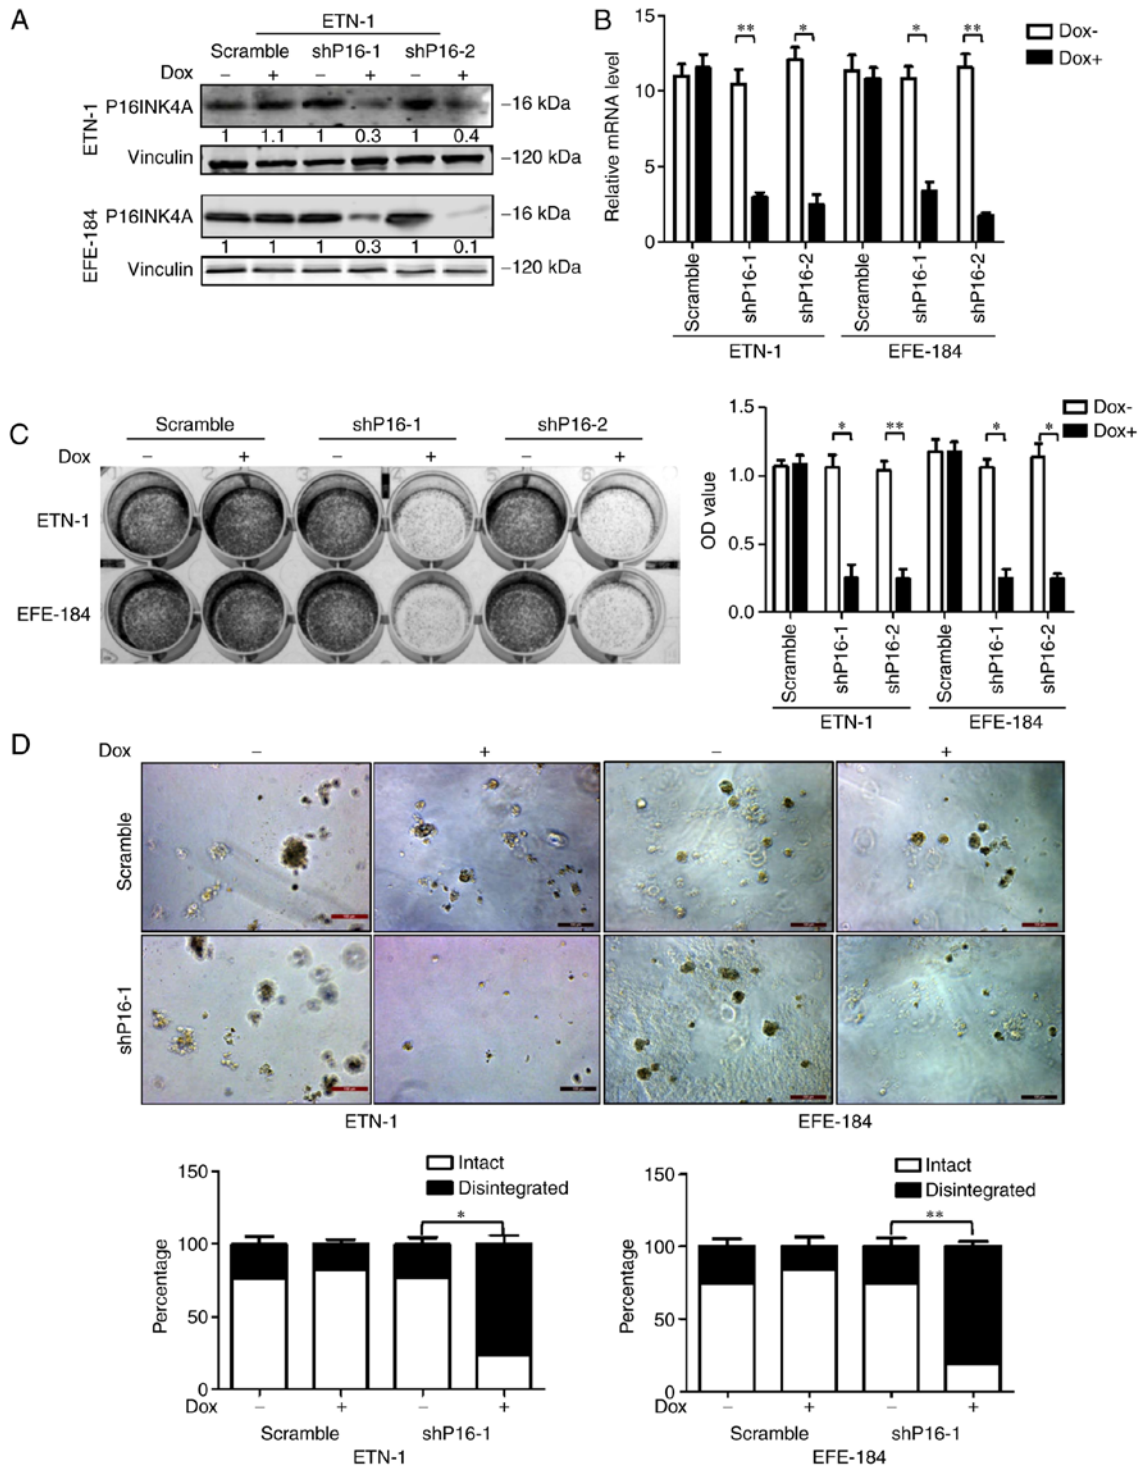 A
ETN-1
Scramble shP16-1 shP16-2
Dox − + − + − +
ETN-1
P16INK4A −16 kDa
1 1.1 1 0.3 1 0.4
Vinculin −120 kDa
EFE-184
P16INK4A −16 kDa
1 1 1 0.3 1 0.1
Vinculin −120 kDa
B
Relative mRNA level
15
10
5
0
** * * **
Dox-
Dox+
Scramble shP16-1 shP16-2 Scramble shP16-1 shP16-2
ETN-1 EFE-184
C
Scramble shP16-1 shP16-2
Dox − + − + − +
ETN-1
EFE-184
OD value
1.5
1.0
0.5
0.0
* ** * *
Dox-
Dox+
Scramble shP16-1 shP16-2 Scramble shP16-1 shP16-2
ETN-1 EFE-184
D
Dox − + − +
Scramble
shP16-1
ETN-1 EFE-184
Percentage
150
100
50
0
Intact
Disintegrated
*
Dox − + − +
Scramble shP16-1
ETN-1
Percentage
150
100
50
0
Intact
Disintegrated
**
Dox − + − +
Scramble shP16-1
EFE-184